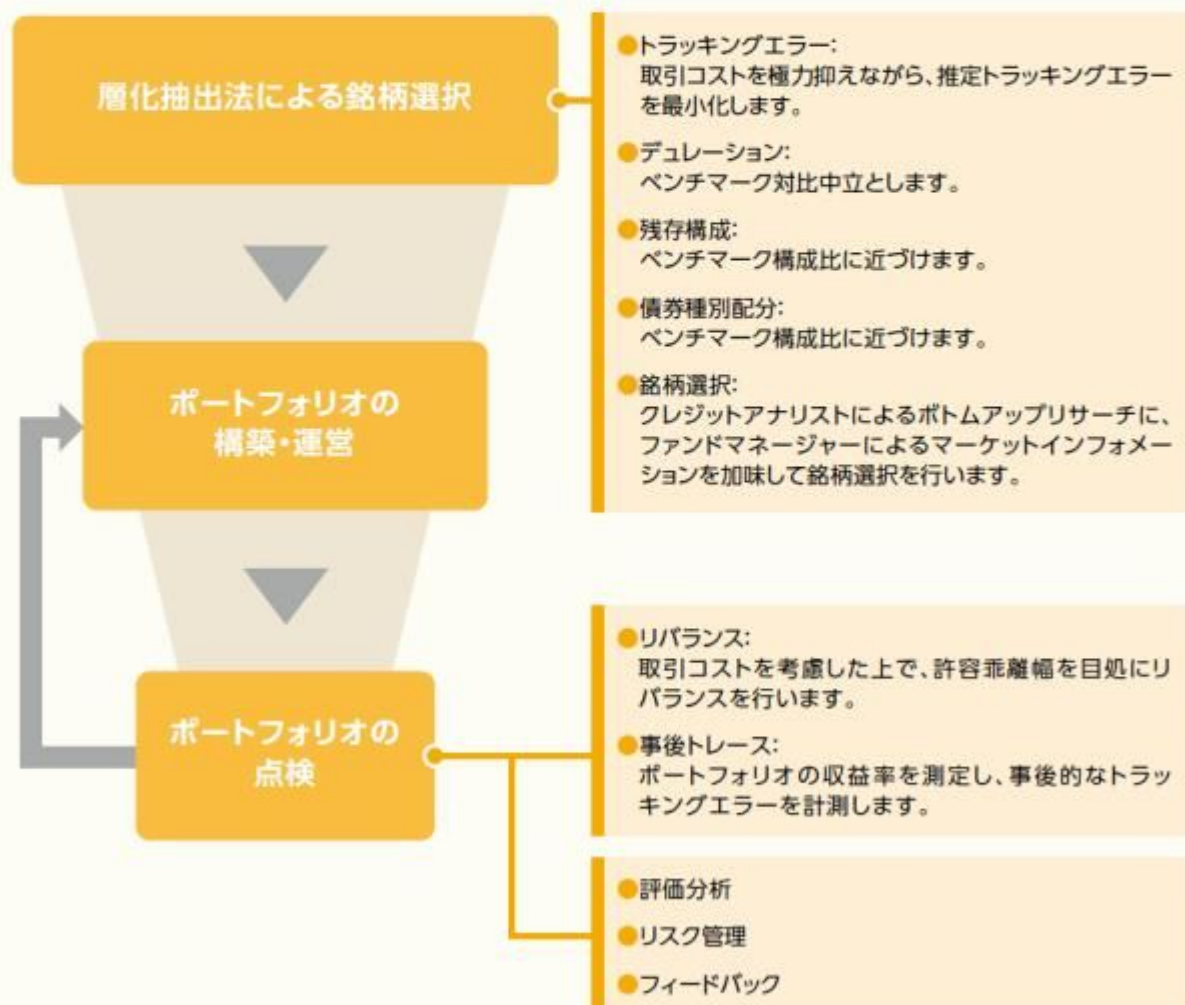 層化抽出法による銘柄選択
●トラッキングエラー:
取引コストを極力抑えながら、推定トラッキングエラー
を最小化します。
●デュレーション:
ベンチマーク対比中立とします。
●残存構成:
ベンチマーク構成比に近づけます。
●債券種別配分:
ベンチマーク構成比に近づけます。
●銘柄選択:
クレジットアナリストによるボトムアップリサーチに、
ファンドマネージャーによるマーケットインフォメー
ションを加味して銘柄選択を行います。
ポートフォリオの
構築・運営
ポートフォリオの
点検
●リバランス:
取引コストを考慮した上で、許容乖離幅を目処にリ
バランスを行います。
●事後トレース:
ポートフォリオの収益率を測定し、事後的なトラッ
キングエラーを計測します。
●評価分析
●リスク管理
●フィードバック